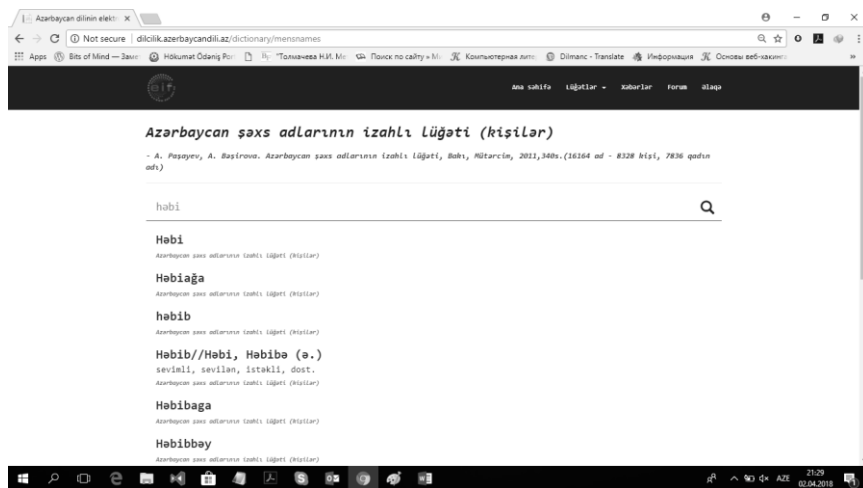 Azərbaycan dilinin elektr
Not secure | dilcilik.azerbaycandili.az/dictionary/mensnames
Apps Bits of Mind — Заме Hökumət Ödəniş Por "Толмачева Н.И. Ме Поиск по сайту • М Компьютерная лите Dilmanc - Translate Информация Основы веб-хакинга »
eif Ana səhifə Lüğətlər Xəbərlər Forum Əlaqə
Azərbaycan şəxs adlarının izahlı lüğəti (kişilər)
- A. Paşayev, A. Bəşirova. Azərbaycan şəxs adlarının izahlı lüğəti, Bakı, Mütərcim, 2011,340s.(16164 ad - 8328 kişi, 7836 qadın
adı)
həbi
Həbi
Azərbaycan şəxs adlarının izahlı lüğəti (kişilər)
Həbiağa
Azərbaycan şəxs adlarının izahlı lüğəti (kişilər)
həbib
Azərbaycan şəxs adlarının izahlı lüğəti (kişilər)
Həbib//Həbi, Həbibə (ə.)
sevimli, sevilən, istəkli, dost.
Azərbaycan şəxs adlarının izahlı lüğəti (kişilər)
Həbibaga
Azərbaycan şəxs adlarının izahlı lüğəti (kişilər)
Həbibbəy
Azərbaycan şəxs adlarının izahlı lüğəti (kişilər)
AZE 21:29
02.04.2018